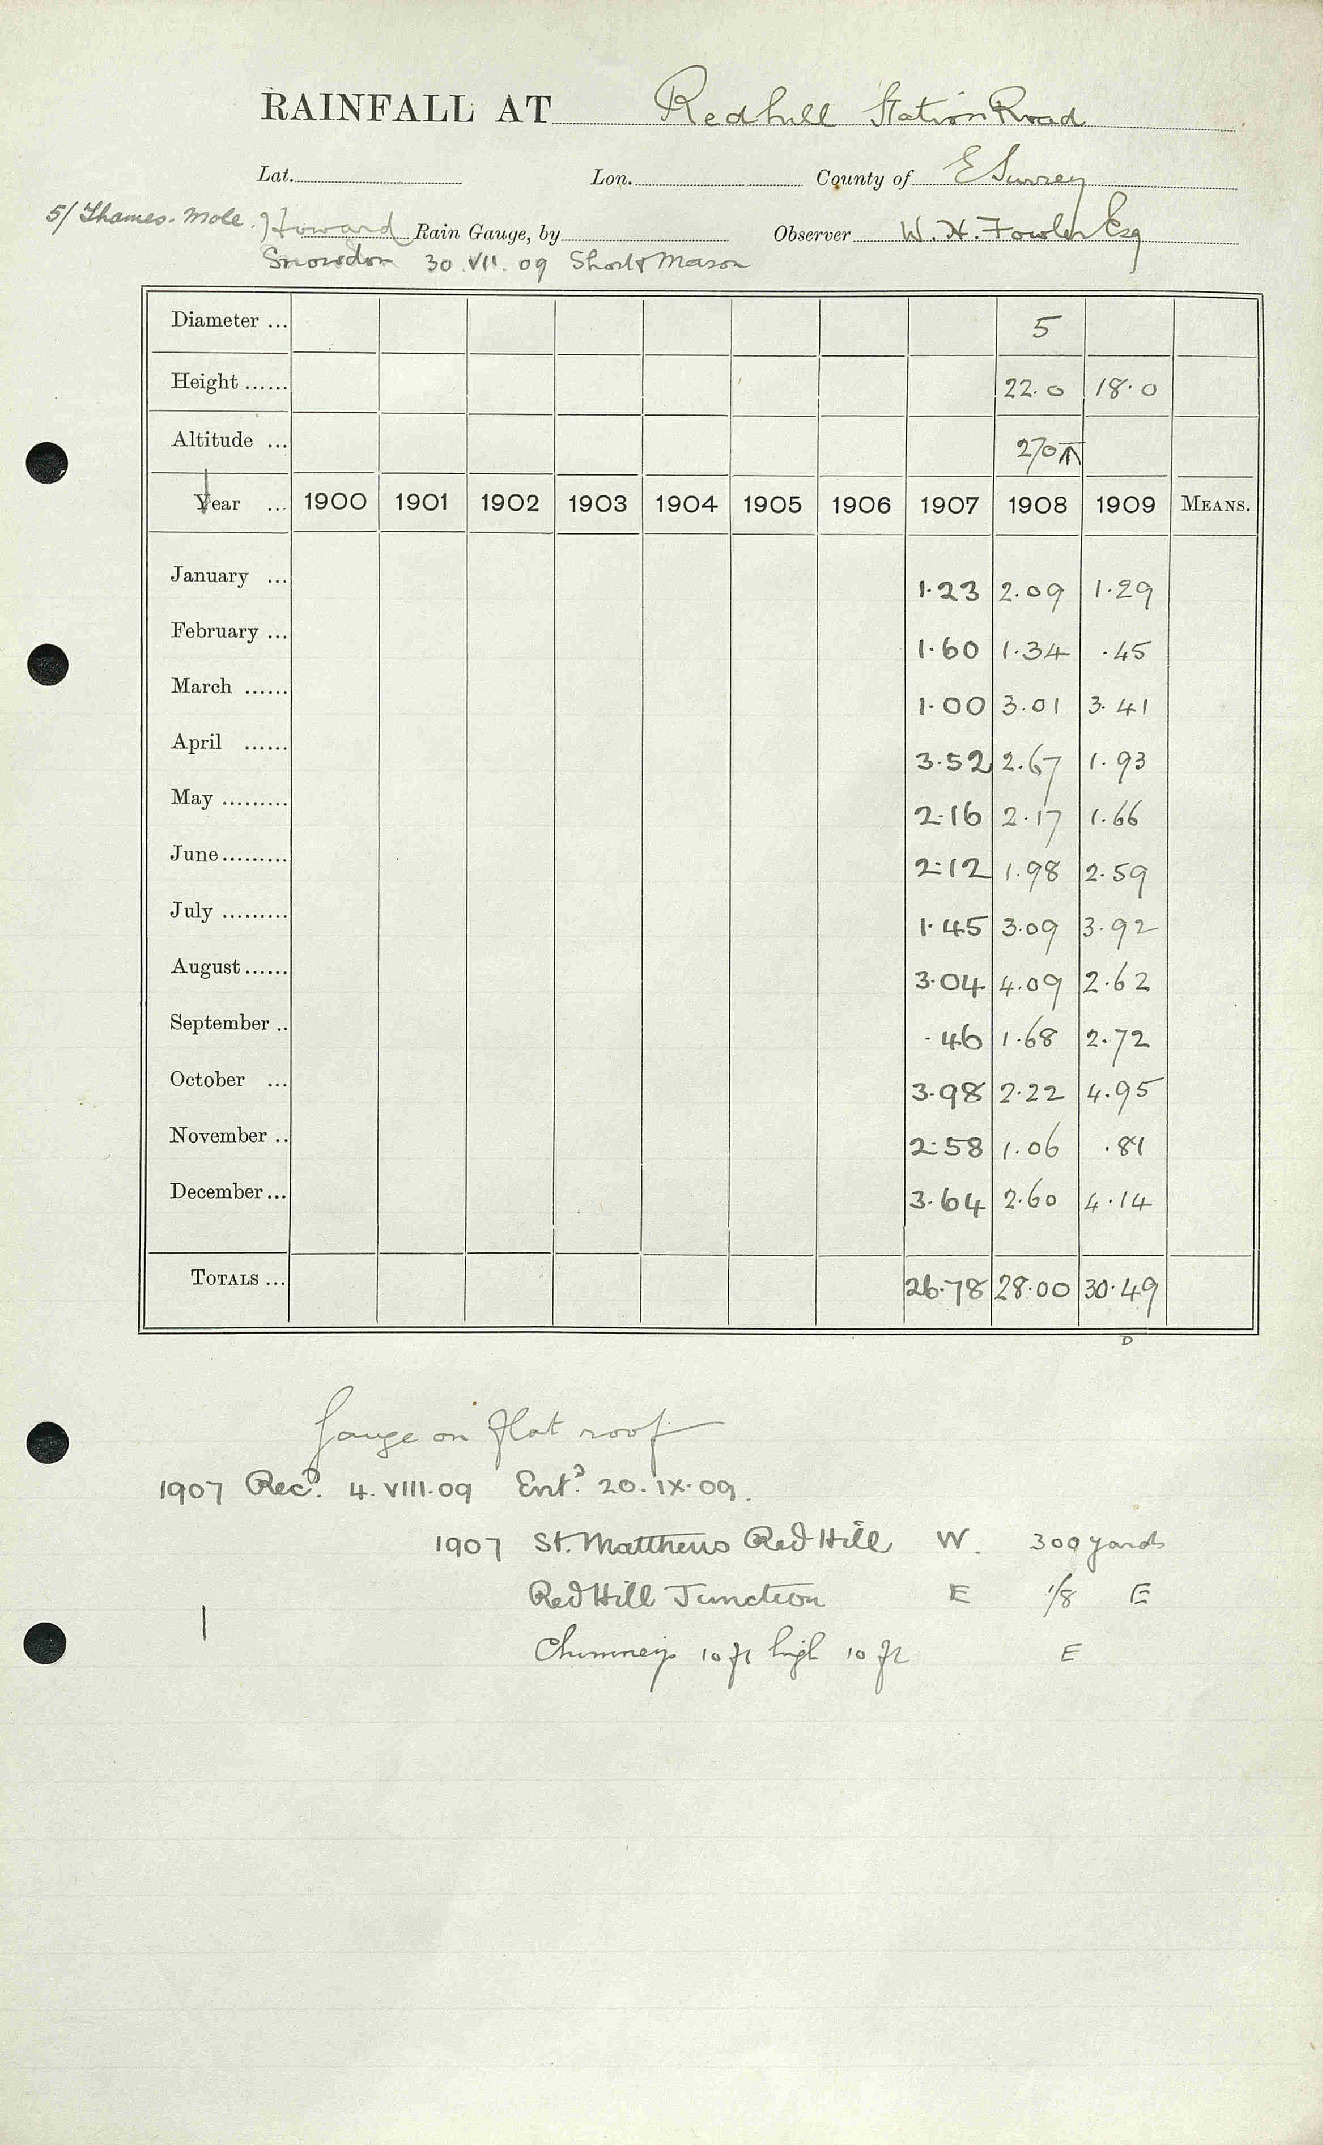 RAINFALL AT Redhill Station Road
Lat. Lon. County of E Surrey
5/ Thames-Mole. Howard Rain Gauge, by Observer W. H. Fowler Esq
Snowdon 30.VII.09 Short & Mason
Diameter ... 5
Height ...... 22.0 18.0
Altitude ... 270 T
Year ... 1900 1901 1902 1903 1904 1905 1906 1907 1908 1909 MEANS.
January ... 1.23 2.09 1.29
February ... 1.60 1.34 .45
March ...... 1.00 3.01 3.41
April ...... 3.52 2.67 1.93
May ......... 2.16 2.17 1.66
June ......... 2.12 1.98 2.59
July ......... 1.45 3.09 3.92
August ...... 3.04 4.09 2.62
September .. .46 1.68 2.72
October ... 3.98 2.22 4.95
November .. 2.58 1.06 .81
December ... 3.64 2.60 4.14
TOTALS ... 26.78 28.00 30.49
D
Gauge on flat roof
1907 Recd. 4.VIII.09 Entd. 20.IX.09.
1907 St. Matthews Red Hill W. 300 yards
Red Hill Junction E 1/8 E
Chimneys 10 ft high 10 ft E